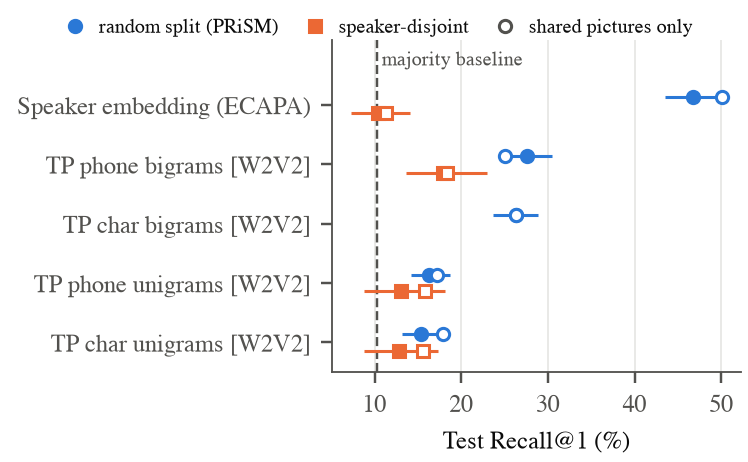 random split (PRiSM) speaker-disjoint shared pictures only
majority baseline
Speaker embedding (ECAPA)
TP phone bigrams [W2V2]
TP char bigrams [W2V2]
TP phone unigrams [W2V2]
TP char unigrams [W2V2]
10 20 30 40 50
Test Recall@1 (%)